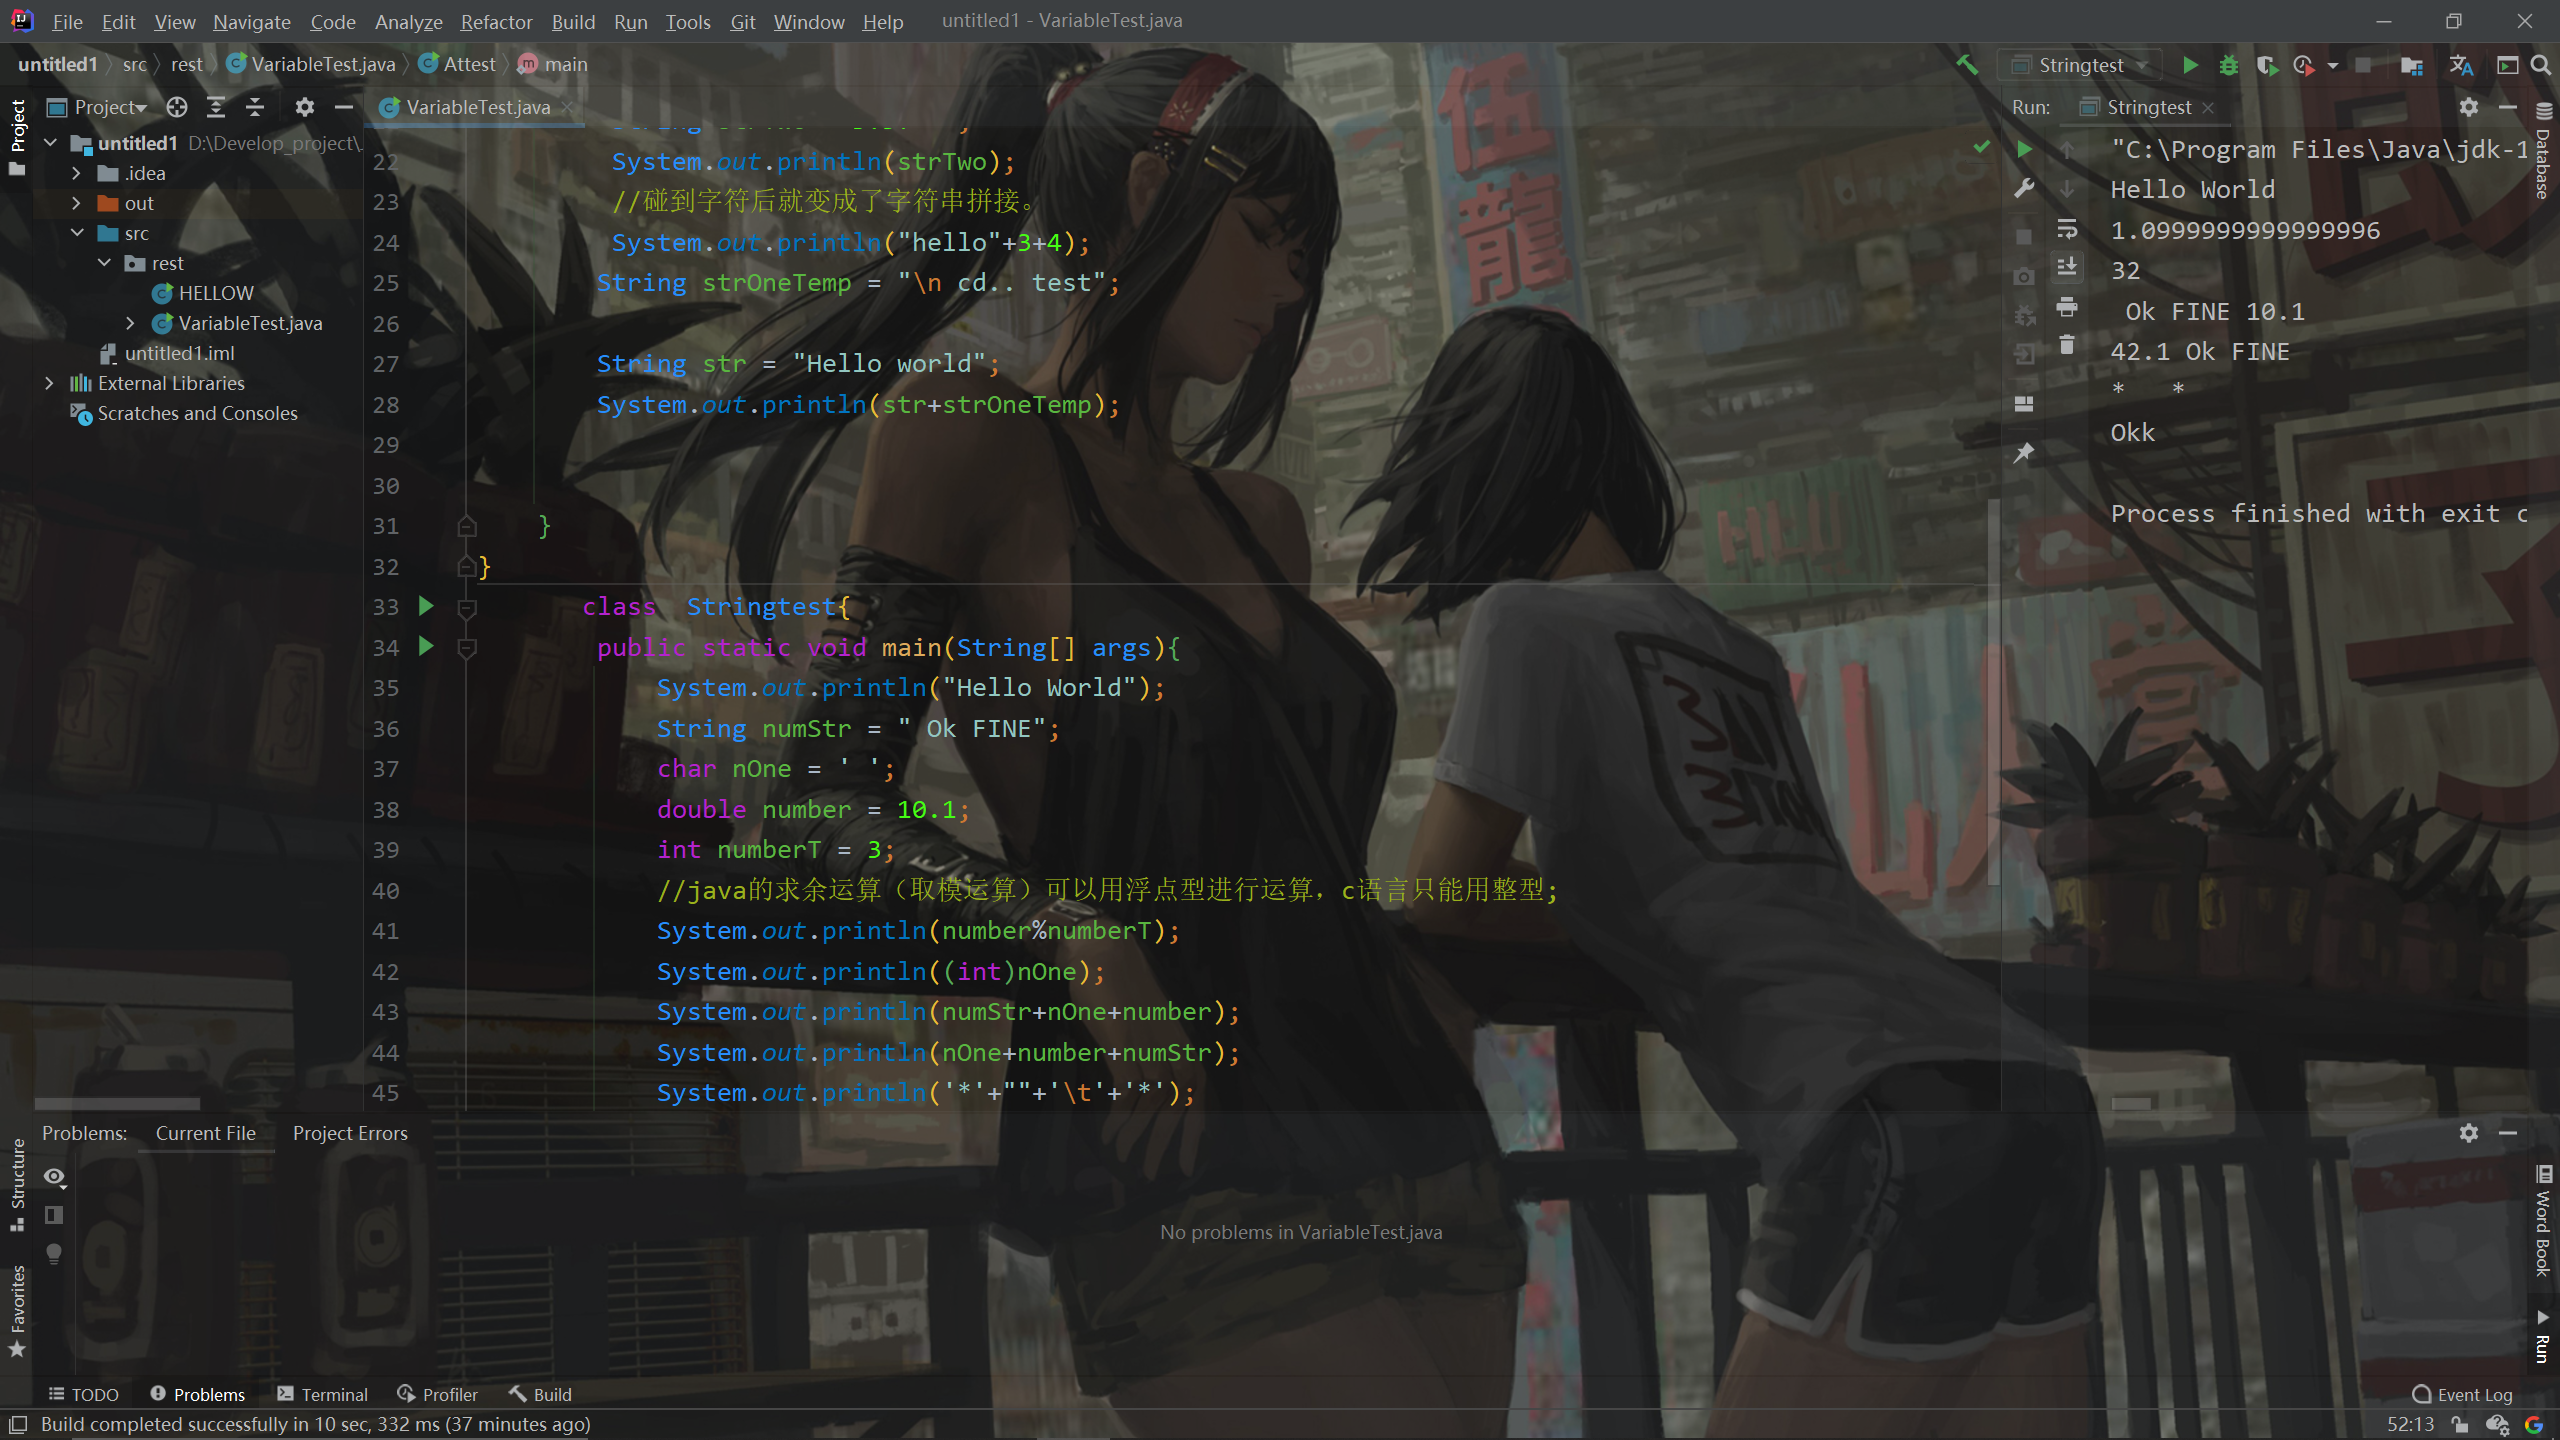 File Edit View Navigate Code Analyze Refactor Build Run Tools Git Window Help untitled1 - VariableTest.java
untitled1 src rest VariableTest.java Attest main
Stringtest
Project
Project
untitled1 D:\Develop_project\
.idea
out
src
rest
HELLOW
VariableTest.java
untitled1.iml
External Libraries
Scratches and Consoles
VariableTest.java
22 System.out.println(strTwo);
23 //碰到字符后就变成了字符串拼接。
24 System.out.println("hello"+3+4);
25 String strOneTemp = "\n cd.. test";
26
27 String str = "Hello world";
28 System.out.println(str+strOneTemp);
29
30
31 }
32 }
33 class  Stringtest{
34 public static void main(String[] args){
35 System.out.println("Hello World");
36 String numStr = " Ok FINE";
37 char nOne = ' ';
38 double number = 10.1;
39 int numberT = 3;
40 //java的求余运算（取模运算）可以用浮点型进行运算，c语言只能用整型;
41 System.out.println(number%numberT);
42 System.out.println((int)nOne);
43 System.out.println(numStr+nOne+number);
44 System.out.println(nOne+number+numStr);
45 System.out.println('*'+""+'\t'+'*');
Run: Stringtest
"C:\Program Files\Java\jdk-1
Hello World
1.0999999999999996
32
 Ok FINE 10.1
42.1 Ok FINE
*   *
Okk
Process finished with exit c
Database
Word Book
Run
伍
龍
Structure
Favorites
Problems: Current File Project Errors
No problems in VariableTest.java
TODO Problems Terminal Profiler Build Event Log
Build completed successfully in 10 sec, 332 ms (37 minutes ago) 52:13